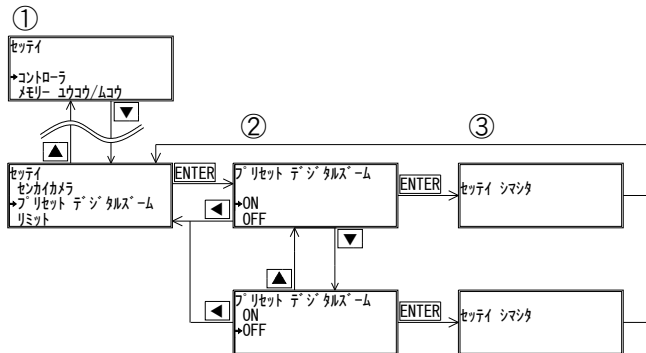 ①
セッテイ
→コントローラ
メモリー ユウコウ/ムコウ
▲
▼
②
③
セッテイ
センカイカメラ
→プリセット デジタルズーム
リミット
ENTER
プリセット デジタルズーム
→ON
OFF
ENTER
セッテイ シマシタ
◀
▲
▼
◀
プリセット デジタルズーム
ON
→OFF
ENTER
セッテイ シマシタ